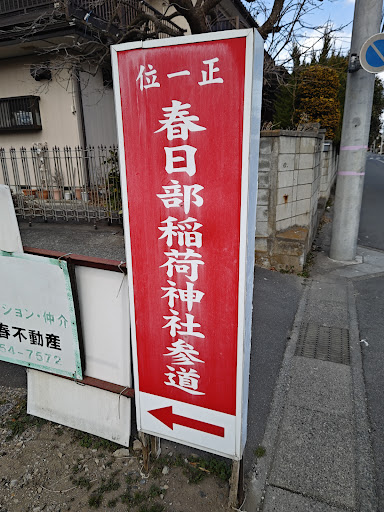 正一位
春日部稲荷神社参道
ション・仲介
春不動産
54-7572